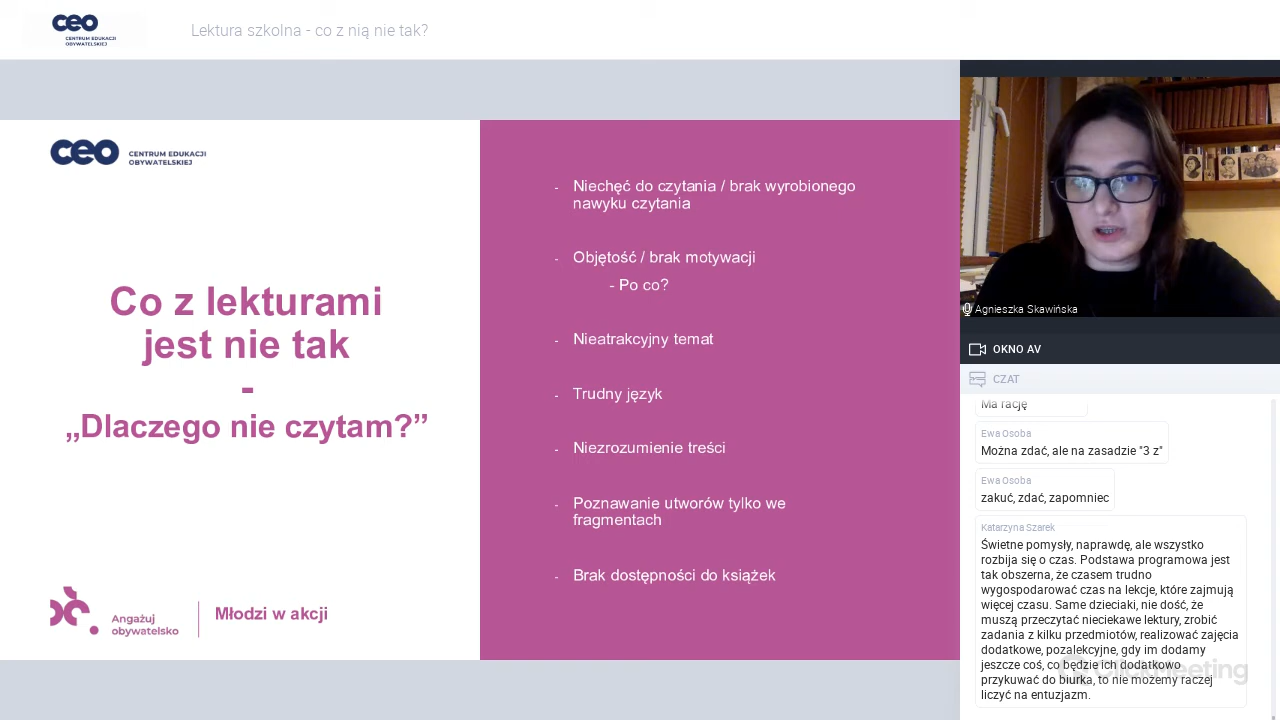 ceo
CENTRUM EDUKACJI
OBYWATELSKIEJ
Lektura szkolna - co z nią nie tak?
ceo
CENTRUM EDUKACJI
OBYWATELSKIEJ
Co z lekturami
jest nie tak
-
„Dlaczego nie czytam?”
Angażuj
obywatelsko
Młodzi w akcji
- Niechęć do czytania / brak wyrobionego
nawyku czytania
- Objętość / brak motywacji
- Po co?
- Nieatrakcyjny temat
- Trudny język
- Niezrozumienie treści
- Poznawanie utworów tylko we
fragmentach
- Brak dostępności do książek
Agnieszka Skawińska
OKNO AV
CZAT
Ma rację
Ewa Osoba
Można zdać, ale na zasadzie "3 z"
Ewa Osoba
zakuć, zdać, zapomniec
Katarzyna Szarek
Świetne pomysły, naprawdę, ale wszystko
rozbija się o czas. Podstawa programowa jest
tak obszerna, że czasem trudno
wygospodarować czas na lekcje, które zajmują
więcej czasu. Same dzieciaki, nie dość, że
muszą przeczytać nieciekawe lektury, zrobić
zadania z kilku przedmiotów, realizować zajęcia
dodatkowe, pozalekcyjne, gdy im dodamy
jeszcze coś, co będzie ich dodatkowo
przykuwać do biurka, to nie możemy raczej
liczyć na entuzjazm.
ClickMeeting